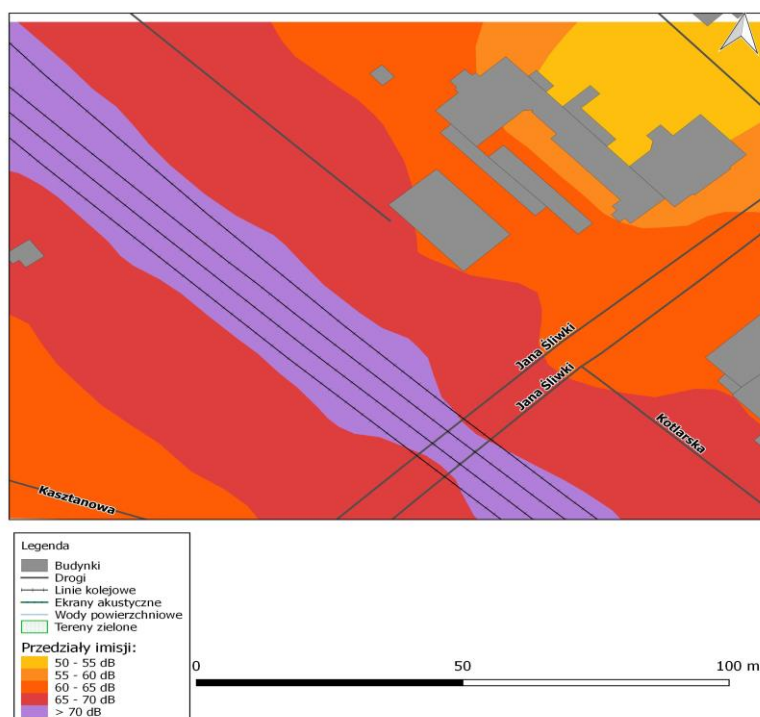 Jana Śliwki
Jana Śliwki
Kotlarska
Kasztanowa
Legenda
Budynki
Drogi
Linie kolejowe
Ekrany akustyczne
Wody powierzchniowe
Tereny zielone
Przedziały imisji:
50 - 55 dB
55 - 60 dB
60 - 65 dB
65 - 70 dB
> 70 dB
0 50 100 m